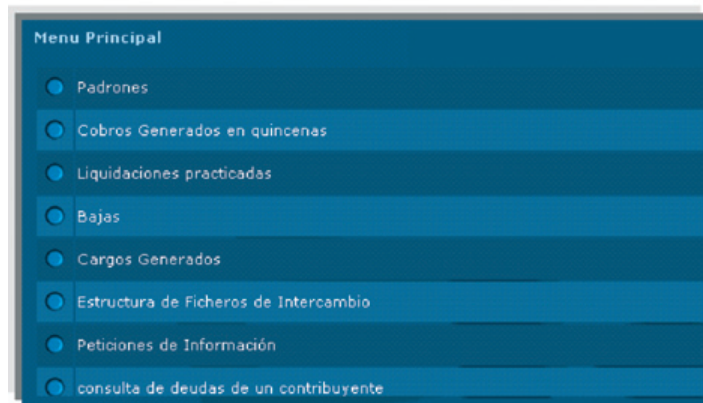 Menu Principal
Padrones
Cobros Generados en quincenas
Liquidaciones practicadas
Bajas
Cargos Generados
Estructura de Ficheros de Intercambio
Peticiones de Información
consulta de deudas de un contribuyente